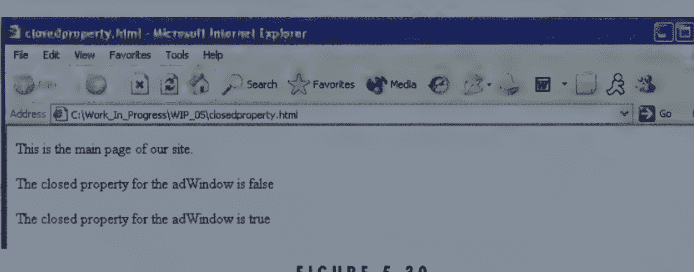 closedproperty.html - Microsoft Internet Explorer
File Edit View Favorites Tools Help
Search Favorites Media
Address C:\Work_In_Progress\WIP_05\closedproperty.html Go
This is the main page of our site.
The closed property for the adWindow is false
The closed property for the adWindow is true